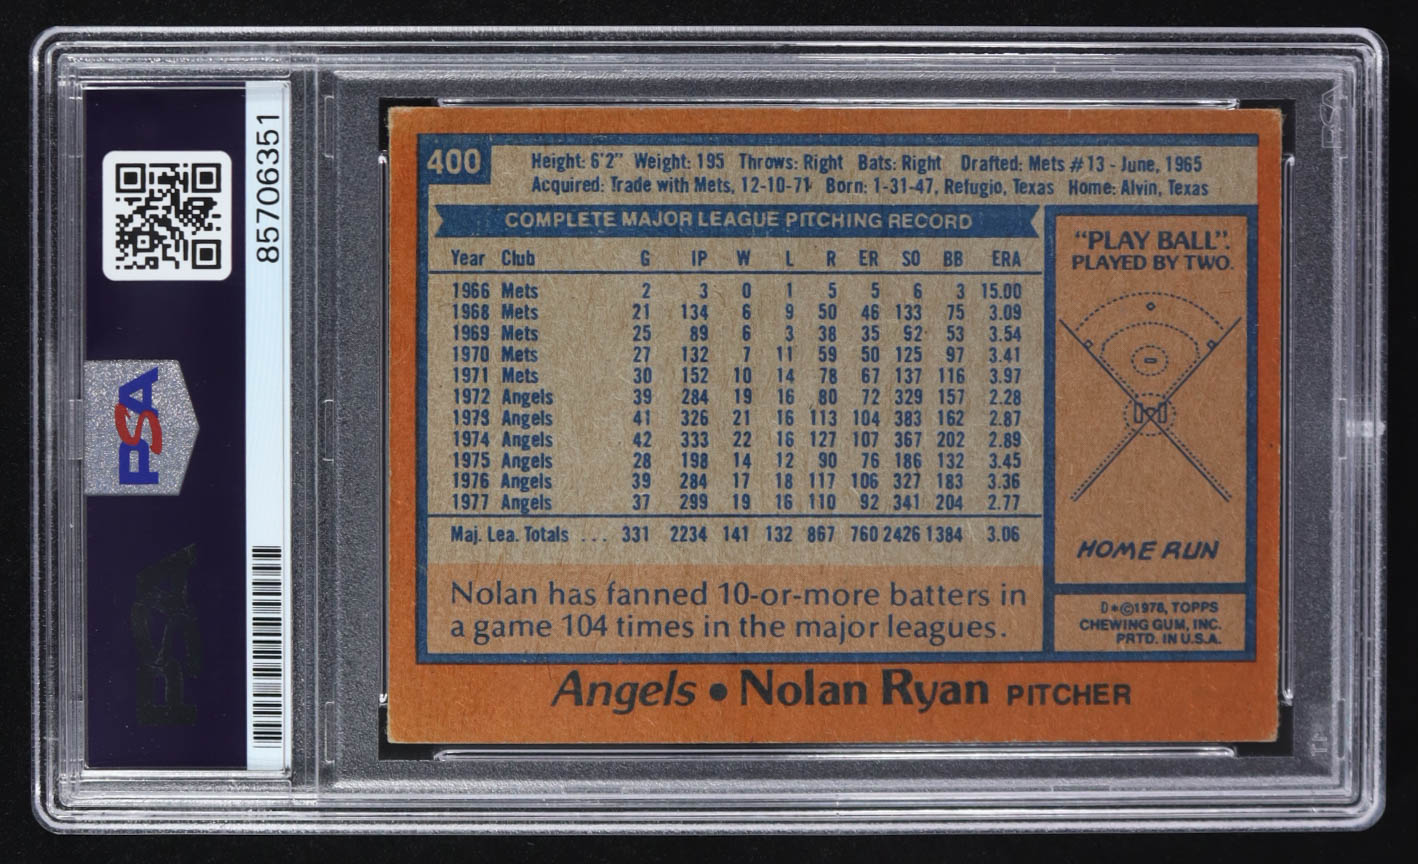 85706351
PSA
PSA
400
Height: 6'2" Weight: 195 Throws: Right Bats: Right Drafted: Mets #13 - June, 1965
Acquired: Trade with Mets, 12-10-71 Born: 1-31-47, Refugio, Texas Home: Alvin, Texas
COMPLETE MAJOR LEAGUE PITCHING RECORD
Year Club G IP W L R ER SO BB ERA
1966 Mets 2 3 0 1 5 5 6 3 15.00
1968 Mets 21 134 6 9 50 46 133 75 3.09
1969 Mets 25 89 6 3 38 35 92 53 3.54
1970 Mets 27 132 7 11 59 50 125 97 3.41
1971 Mets 30 152 10 14 78 67 137 116 3.97
1972 Angels 39 284 19 16 80 72 329 157 2.28
1973 Angels 41 326 21 16 113 104 383 162 2.87
1974 Angels 42 333 22 16 127 107 367 202 2.89
1975 Angels 28 198 14 12 90 76 186 132 3.45
1976 Angels 39 284 17 18 117 106 327 183 3.36
1977 Angels 37 299 19 16 110 92 341 204 2.77
Maj. Lea. Totals ... 331 2234 141 132 867 760 2426 1384 3.06
Nolan has fanned 10-or-more batters in
a game 104 times in the major leagues.
"PLAY BALL".
PLAYED BY TWO.
HOME RUN
D*©1978, TOPPS
CHEWING GUM, INC.
PRTD. IN U.S.A.
Angels • Nolan Ryan PITCHER